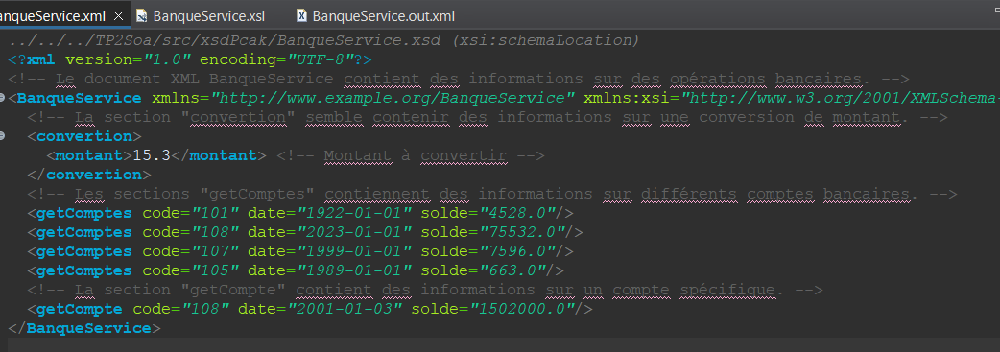 anqueService.xml BanqueService.xsl BanqueService.out.xml
../../../TP2Soa/src/xsdPcak/BanqueService.xsd (xsi:schemaLocation)
<?xml version="1.0" encoding="UTF-8"?>
<!-- Le document XML BanqueService contient des informations sur des opérations bancaires. -->
<BanqueService xmlns="http://www.example.org/BanqueService" xmlns:xsi="http://www.w3.org/2001/XMLSchema-
<!-- La section "convertion" semble contenir des informations sur une conversion de montant. -->
<convertion>
<montant>15.3</montant> <!-- Montant à convertir -->
</convertion>
<!-- Les sections "getComptes" contiennent des informations sur différents comptes bancaires. -->
<getComptes code="101" date="1922-01-01" solde="4528.0"/>
<getComptes code="108" date="2023-01-01" solde="75532.0"/>
<getComptes code="107" date="1999-01-01" solde="7596.0"/>
<getComptes code="105" date="1989-01-01" solde="663.0"/>
<!-- La section "getCompte" contient des informations sur un compte spécifique. -->
<getCompte code="108" date="2001-01-03" solde="1502000.0"/>
</BanqueService>